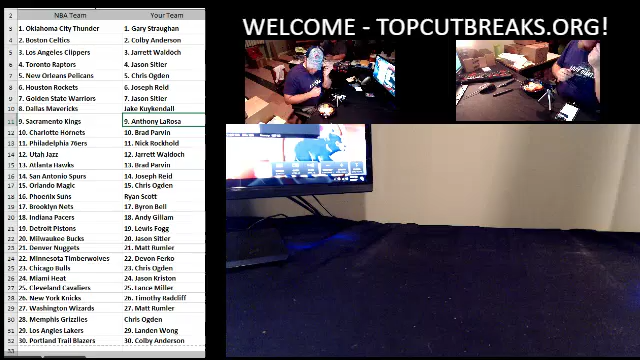 WELCOME - TOPCUTBREAKS.ORG!
NBA Team Your Team
1. Oklahoma City Thunder 1. Gary Straughan
2. Boston Celtics 2. Colby Anderson
3. Los Angeles Clippers 3. Jarrett Waldoch
4. Toronto Raptors 4. Jason Sitler
5. New Orleans Pelicans 5. Chris Ogden
6. Houston Rockets 6. Joseph Reid
7. Golden State Warriors 7. Jason Sitler
8. Dallas Mavericks Jake Kuykendall
9. Sacramento Kings 9. Anthony LaRosa
10. Charlotte Hornets 10. Brad Parvin
11. Philadelphia 76ers 11. Nick Rockhold
12. Utah Jazz 12. Jarrett Waldoch
13. Atlanta Hawks 13. Brad Parvin
14. San Antonio Spurs 14. Joseph Reid
15. Orlando Magic 15. Chris Ogden
16. Phoenix Suns Ryan Scott
17. Brooklyn Nets 17. Byron Bell
18. Indiana Pacers 18. Andy Gillam
19. Detroit Pistons 19. Lewis Fogg
20. Milwaukee Bucks 20. Jason Sitler
21. Denver Nuggets 21. Matt Rumler
22. Minnesota Timberwolves 22. Devon Ferko
23. Chicago Bulls 23. Chris Ogden
24. Miami Heat 24. Jason Kriston
25. Cleveland Cavaliers 25. Lance Miller
26. New York Knicks 26. Timothy Radcliff
27. Washington Wizards 27. Matt Rumler
28. Memphis Grizzlies Chris Ogden
29. Los Angeles Lakers 29. Landen Wong
30. Portland Trail Blazers 30. Colby Anderson